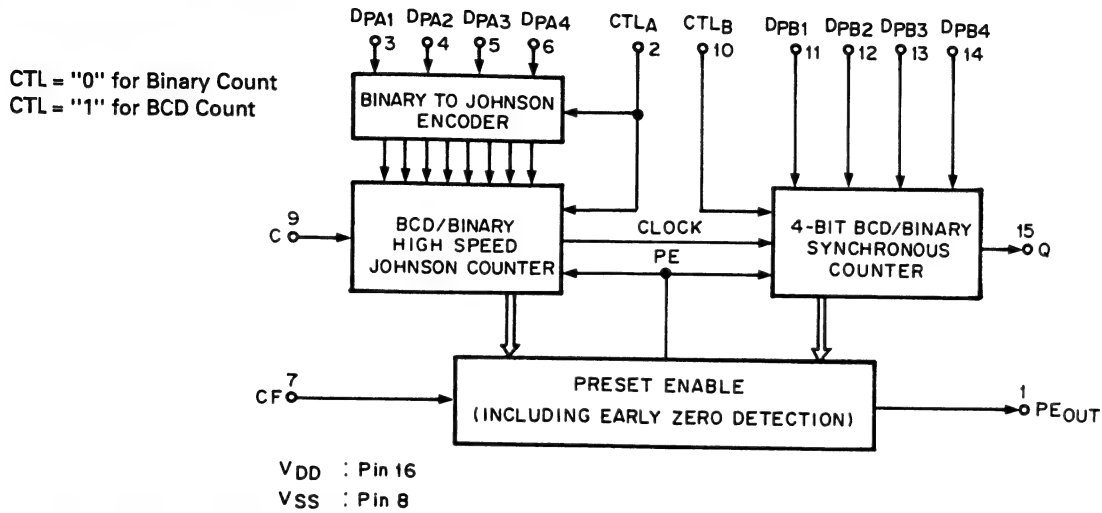 DPA1 DPA2 DPA3 DPA4 CTLA CTLB DPB1 DPB2 DPB3 DPB4
3 4 5 6 2 10 11 12 13 14
CTL = "0" for Binary Count
CTL = "1" for BCD Count
BINARY TO JOHNSON
ENCODER
9
C
BCD/BINARY
HIGH SPEED
JOHNSON COUNTER
CLOCK
PE
4-BIT BCD/BINARY
SYNCHRONOUS
COUNTER
15
Q
7
CF
PRESET ENABLE
(INCLUDING EARLY ZERO DETECTION)
1
PEOUT
VDD : Pin 16
VSS : Pin 8